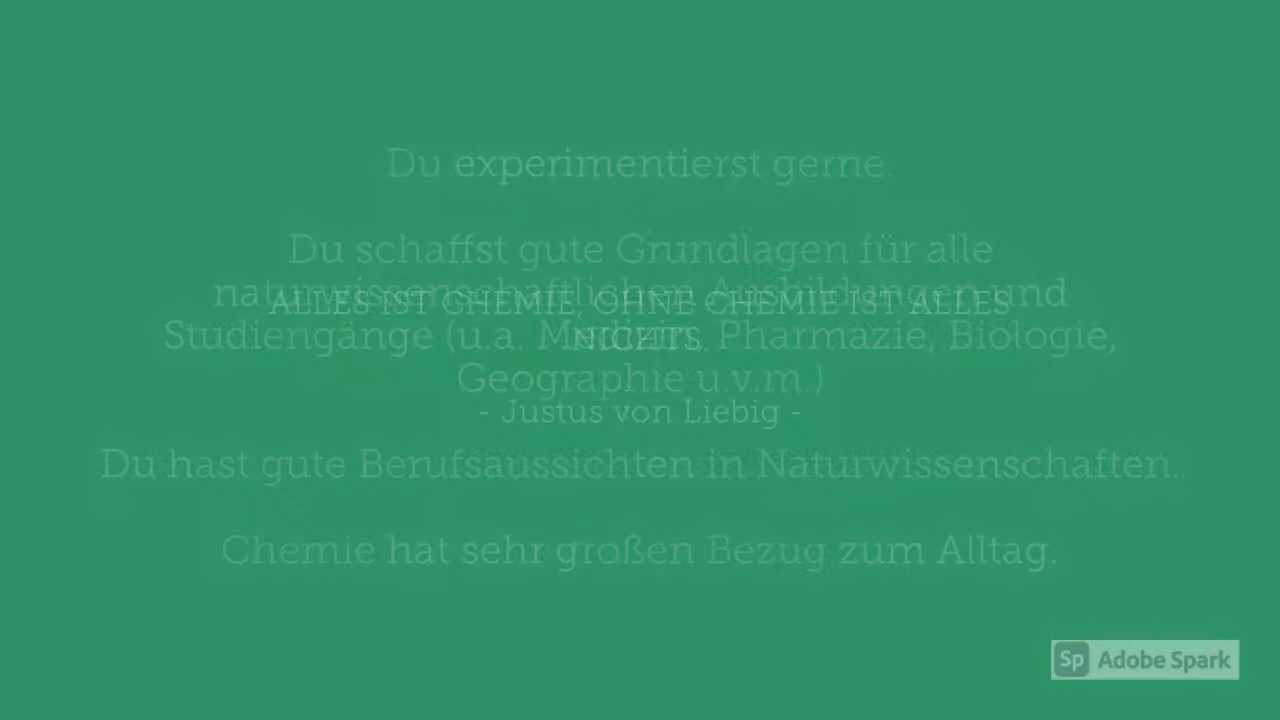 Du experimentierst gerne.
Du schaffst gute Grundlagen für alle
naturwissenschaftlichen Ausbildungen und
ALLES IST CHEMIE, OHNE CHEMIE IST ALLES
Studiengänge (u.a. Medizin, Pharmazie, Biologie,
NICHTS.
Geographie u.v.m.)
- Justus von Liebig -
Du hast gute Berufsaussichten in Naturwissenschaften.
Chemie hat sehr großen Bezug zum Alltag.
Sp Adobe Spark